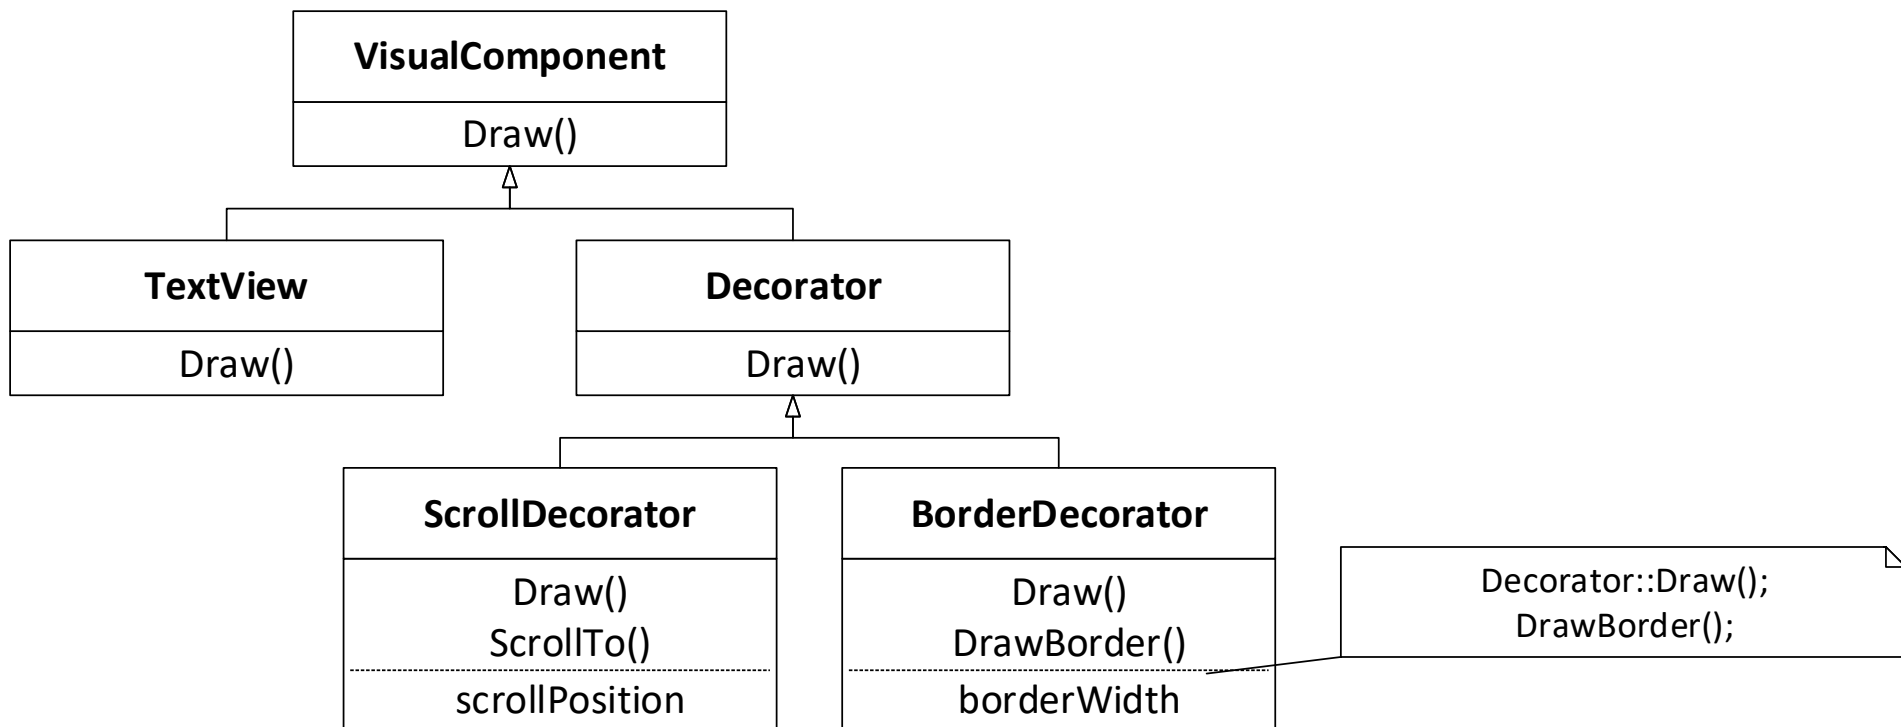 VisualComponent
Draw()
TextView
Draw()
Decorator
Draw()
ScrollDecorator
Draw()
ScrollTo()
scrollPosition
BorderDecorator
Draw()
DrawBorder()
borderWidth
Decorator::Draw();
DrawBorder();